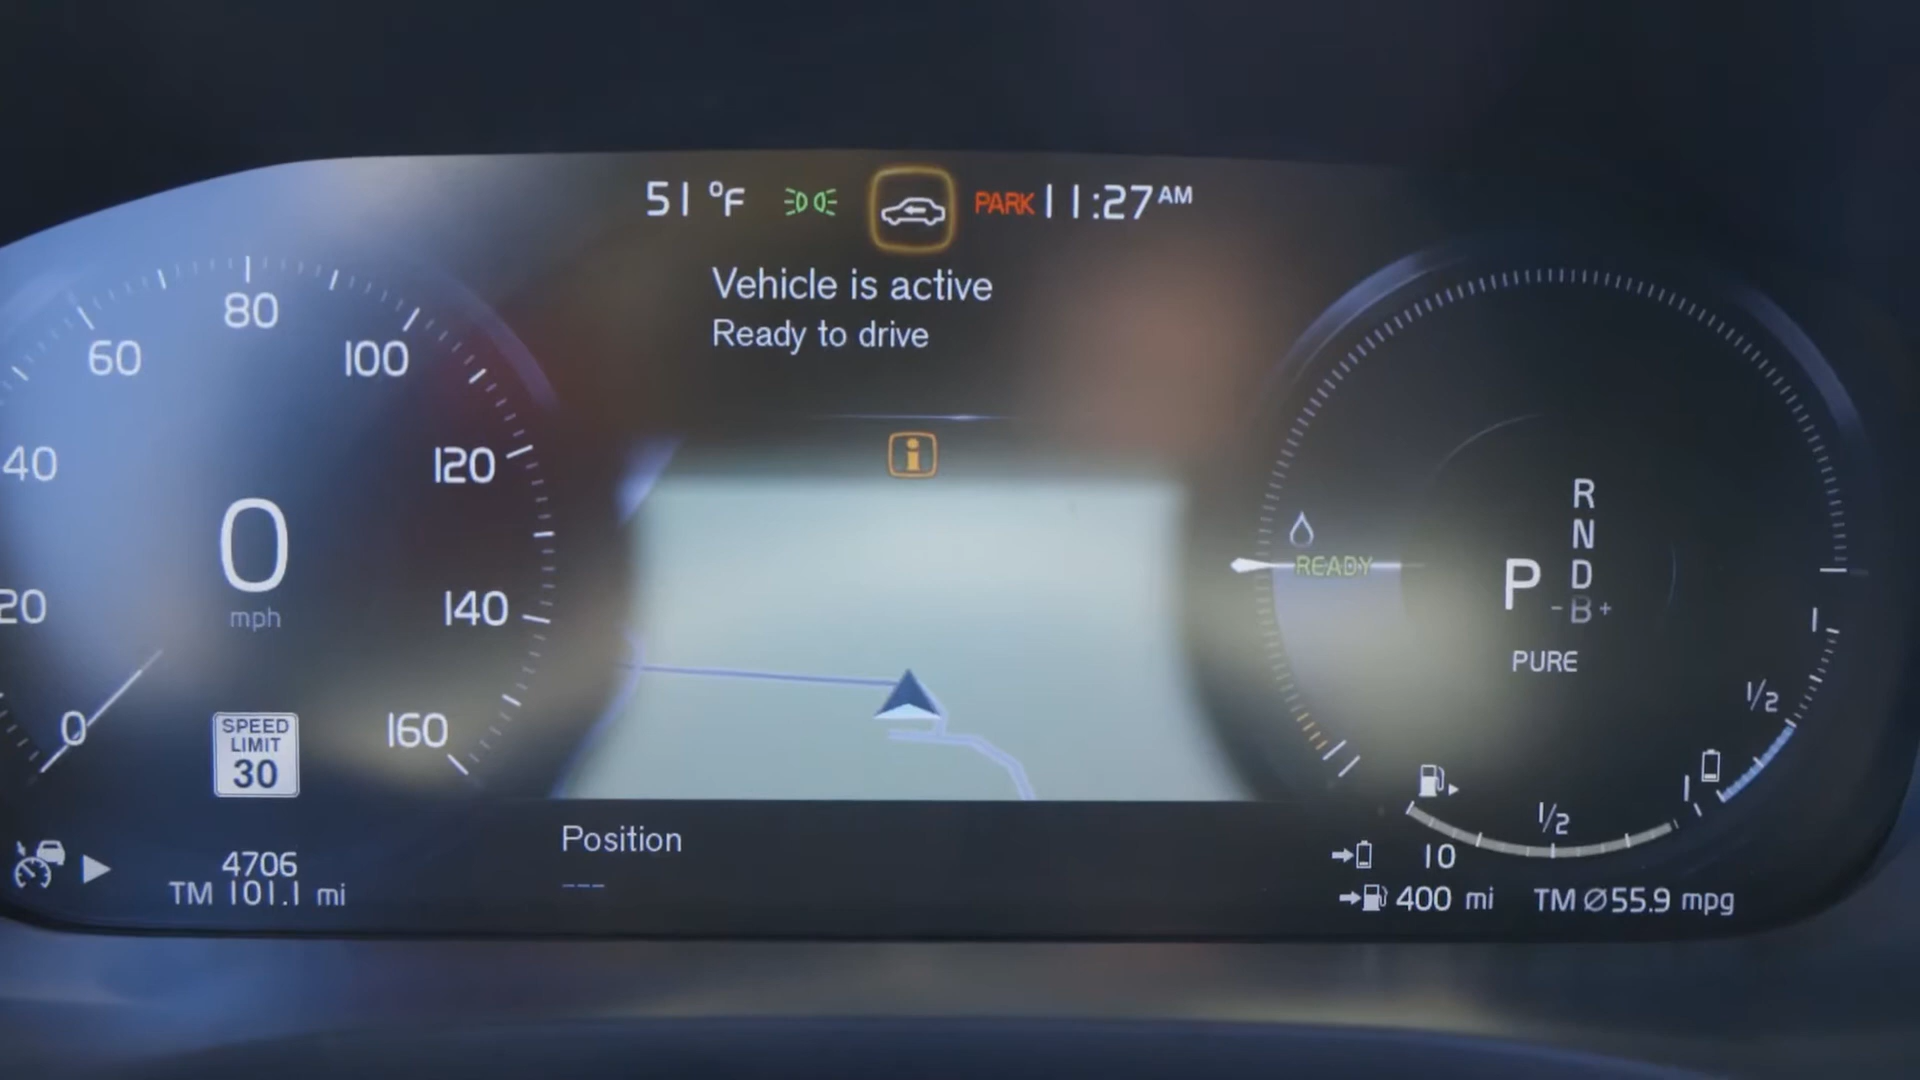 51 °F PARK 11:27 AM
Vehicle is active
Ready to drive
0
20
40
60
80
100
120
140
160
0
mph
SPEED
LIMIT
30
4706
TM 101.1 mi
Position
---
READY
R
N
D
P
-B+
PURE
1/2
1
1
1/2
10
400 mi
TM Ø55.9 mpg